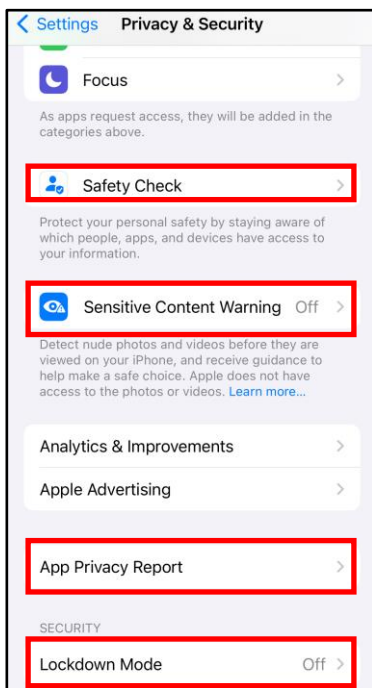 Settings Privacy & Security
Focus
As apps request access, they will be added in the
categories above.
Safety Check
Protect your personal safety by staying aware of
which people, apps, and devices have access to
your information.
Sensitive Content Warning Off
Detect nude photos and videos before they are
viewed on your iPhone, and receive guidance to
help make a safe choice. Apple does not have
access to the photos or videos. Learn more...
Analytics & Improvements
Apple Advertising
App Privacy Report
SECURITY
Lockdown Mode Off